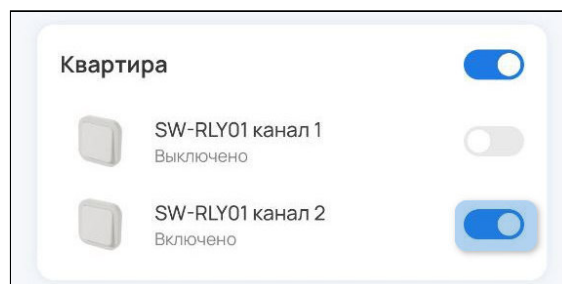 Квартира
SW-RLY01 канал 1
Выключено
SW-RLY01 канал 2
Включено